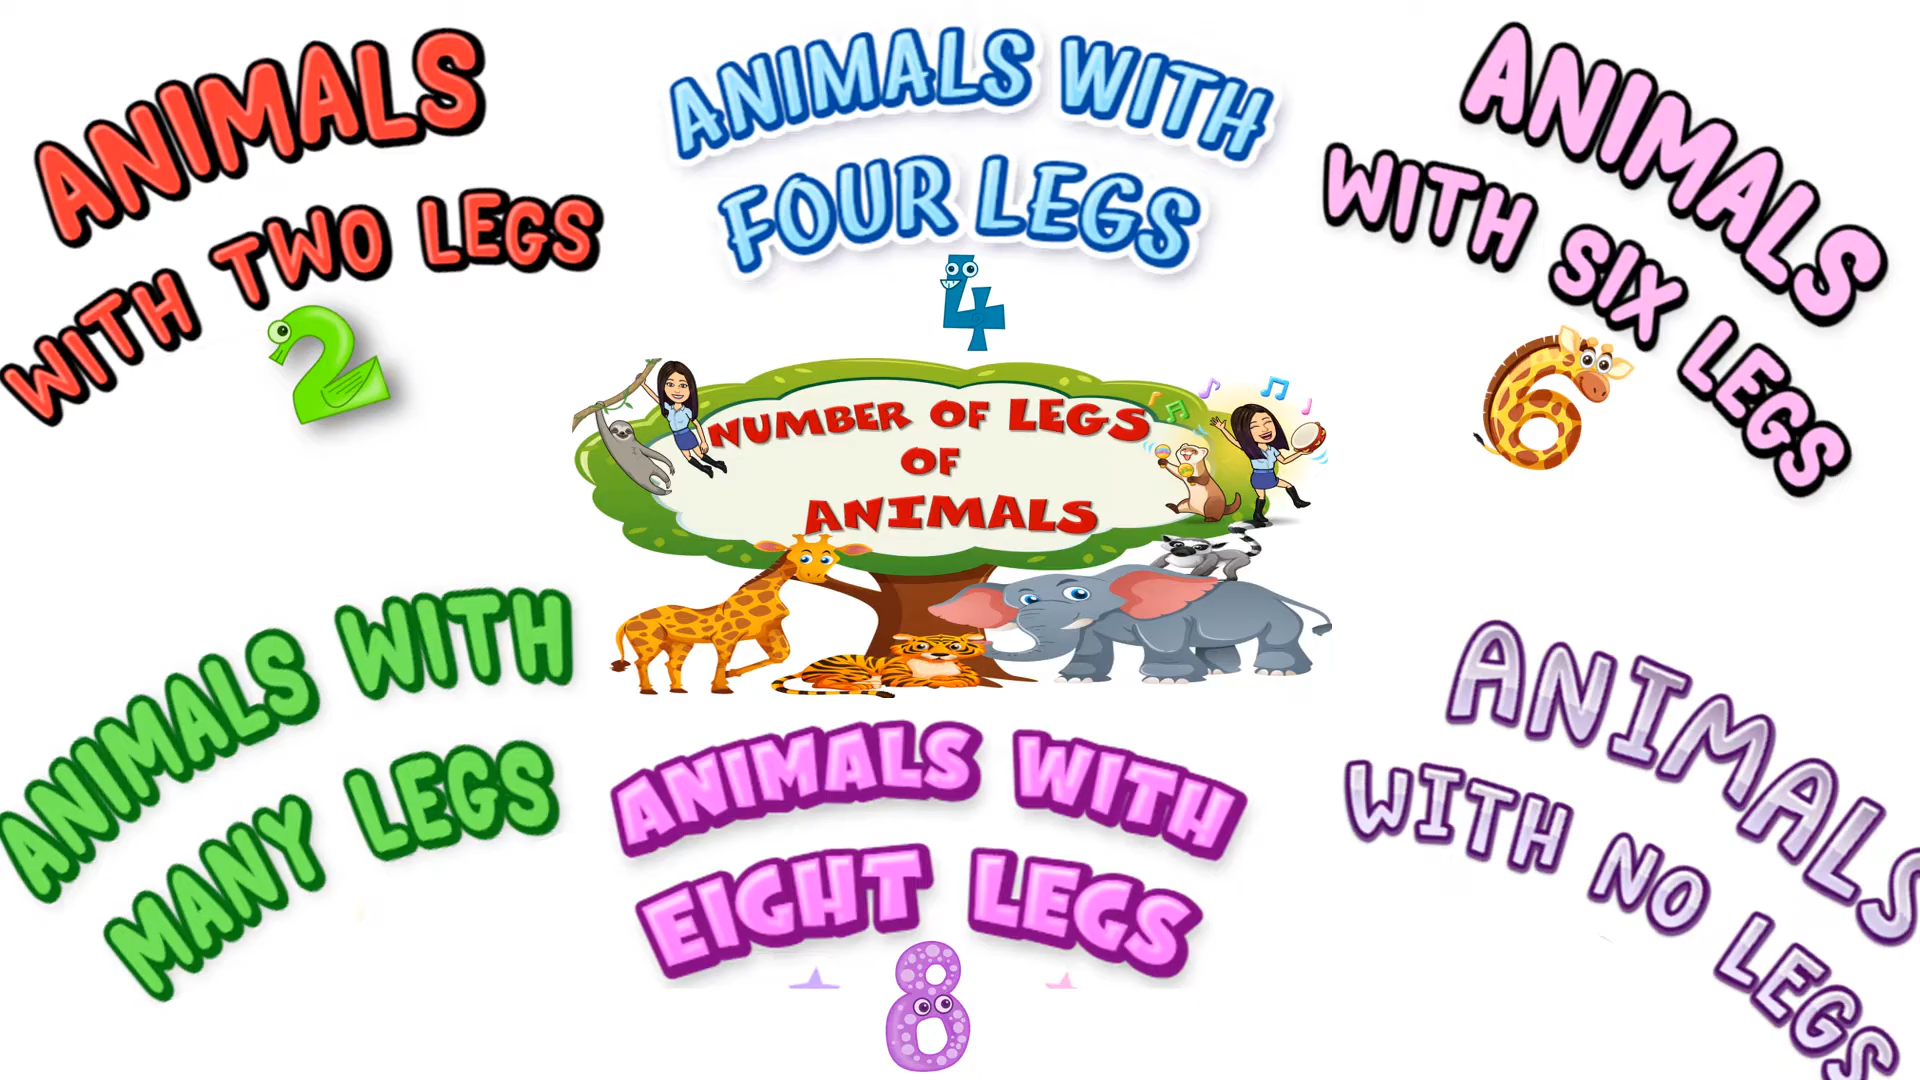 ANIMALS
WITH TWO LEGS
2
ANIMALS WITH
FOUR LEGS
4
ANIMALS
WITH SIX LEGS
6
NUMBER OF LEGS
OF
ANIMALS
ANIMALS WITH
MANY LEGS
ANIMALS WITH
EIGHT LEGS
8
ANIMALS
WITH NO LEGS